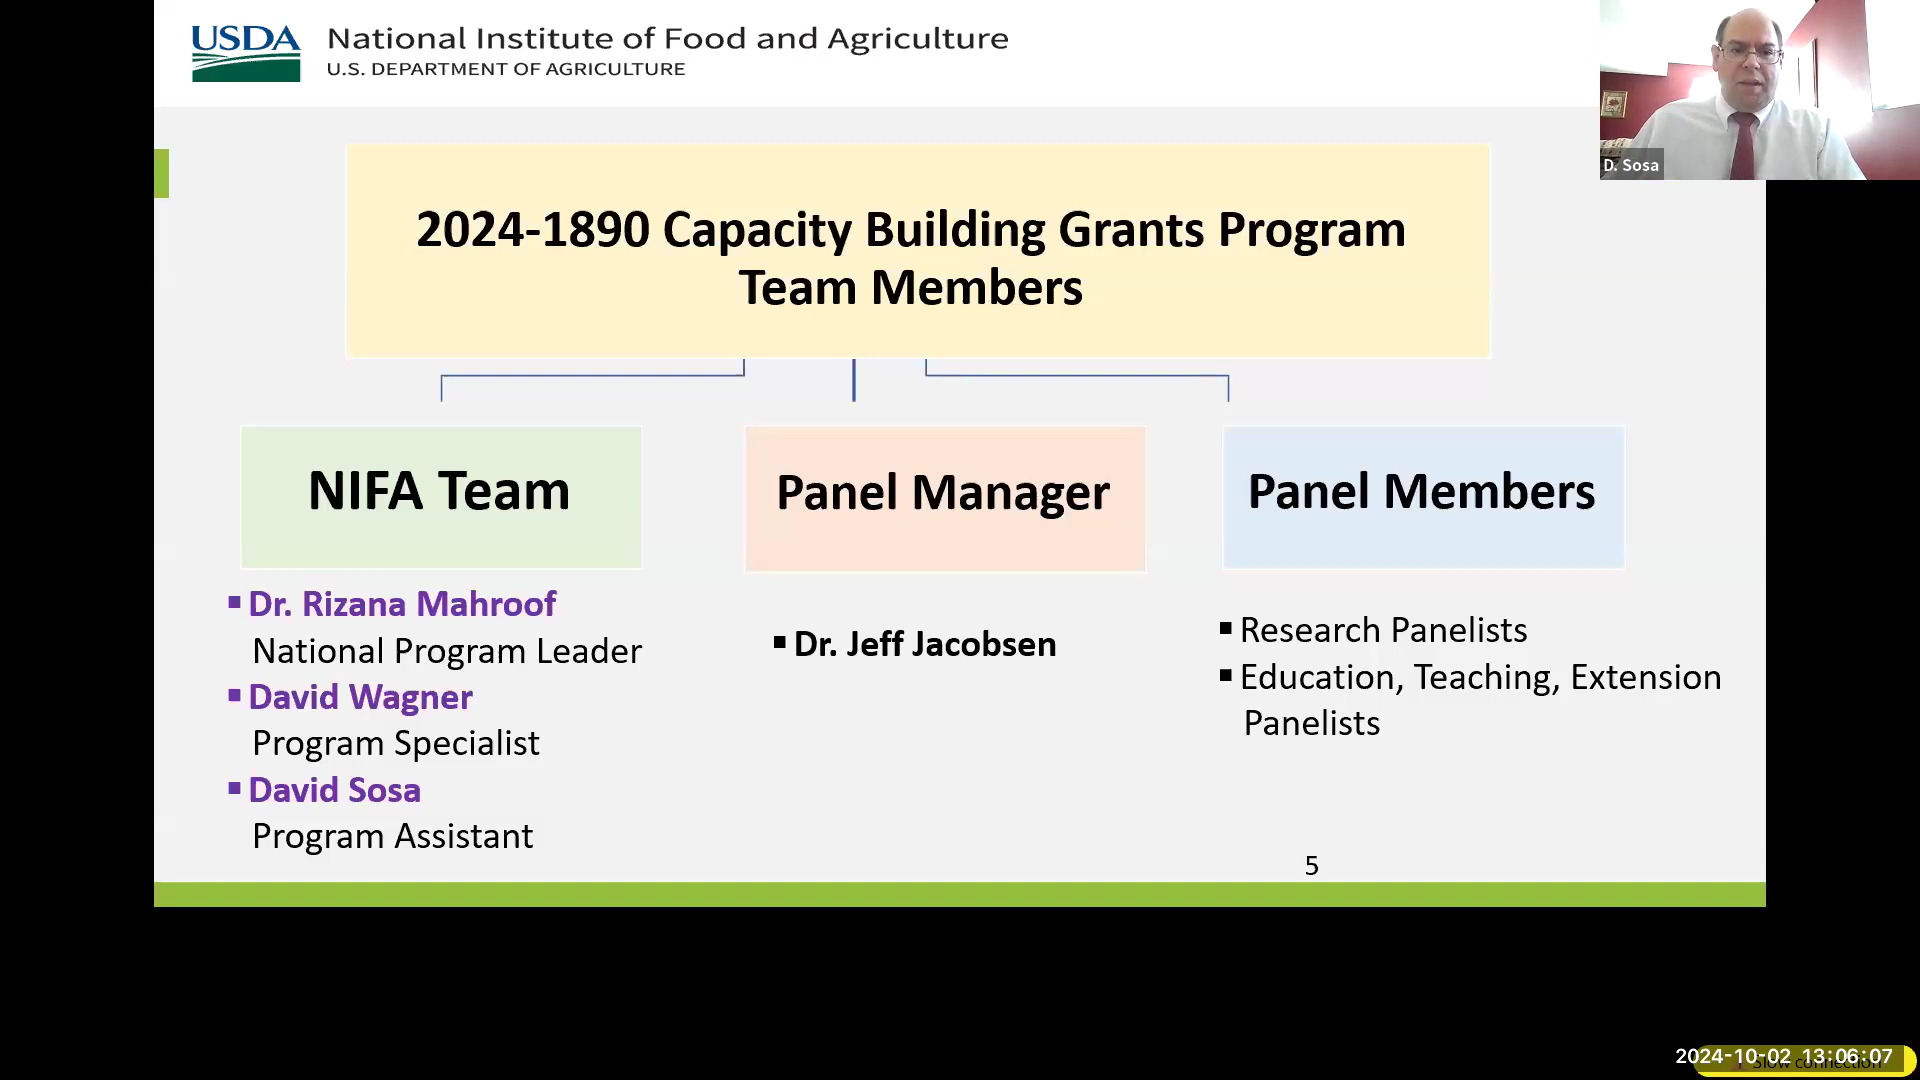 USDA
National Institute of Food and Agriculture
U.S. DEPARTMENT OF AGRICULTURE
D. Sosa
2024-1890 Capacity Building Grants Program
Team Members
NIFA Team
▪ Dr. Rizana Mahroof
National Program Leader
▪ David Wagner
Program Specialist
▪ David Sosa
Program Assistant
Panel Manager
▪ Dr. Jeff Jacobsen
Panel Members
▪ Research Panelists
▪ Education, Teaching, Extension
Panelists
5
2024-10-02 13:06:07
Slow connection